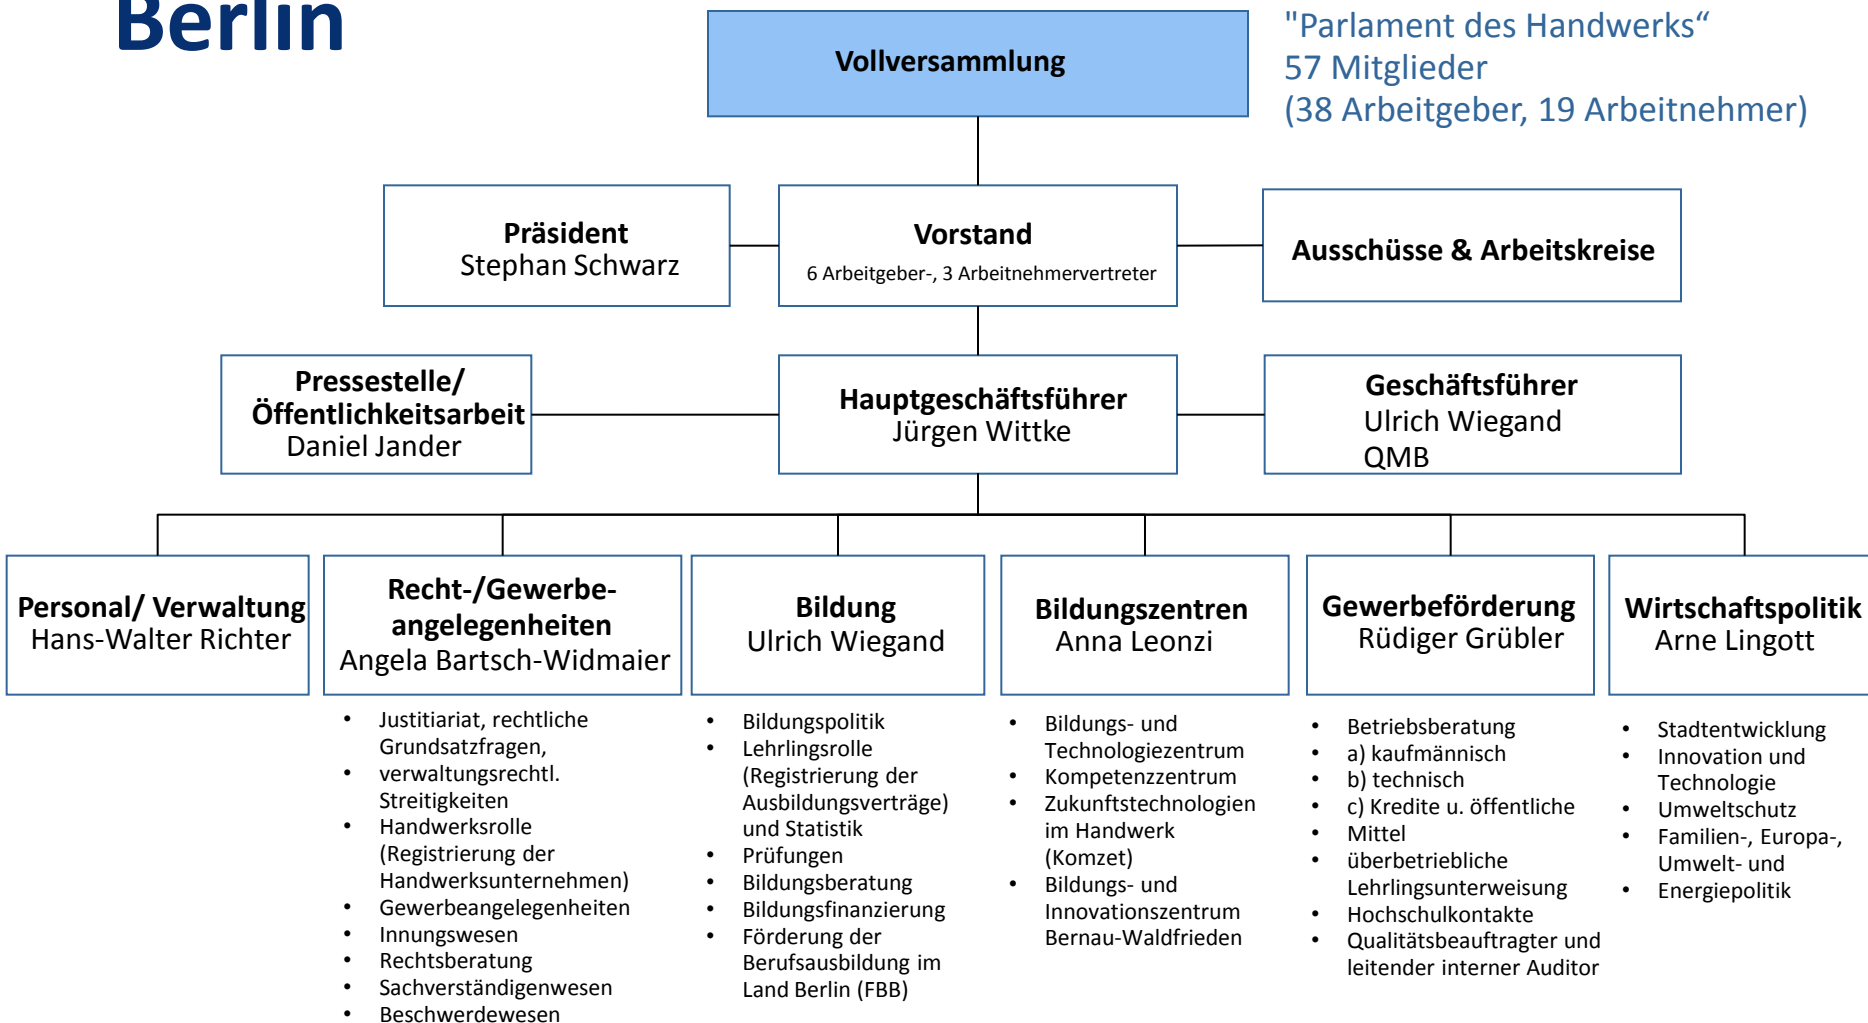 Berlin
Vollversammlung
"Parlament des Handwerks“
57 Mitglieder
(38 Arbeitgeber, 19 Arbeitnehmer)
Präsident
Stephan Schwarz
Vorstand
6 Arbeitgeber-, 3 Arbeitnehmervertreter
Ausschüsse & Arbeitskreise
Pressestelle/
Öffentlichkeitsarbeit
Daniel Jander
Hauptgeschäftsführer
Jürgen Wittke
Geschäftsführer
Ulrich Wiegand
QMB
Personal/ Verwaltung
Hans-Walter Richter
Recht-/Gewerbe-
angelegenheiten
Angela Bartsch-Widmaier
Bildung
Ulrich Wiegand
Bildungszentren
Anna Leonzi
Gewerbeförderung
Rüdiger Grübler
Wirtschaftspolitik
Arne Lingott
• Justitiariat, rechtliche
Grundsatzfragen,
• verwaltungsrechtl.
Streitigkeiten
• Handwerksrolle
(Registrierung der
Handwerksunternehmen)
• Gewerbeangelegenheiten
• Innungswesen
• Rechtsberatung
• Sachverständigenwesen
• Beschwerdewesen
• Bildungspolitik
• Lehrlingsrolle
(Registrierung der
Ausbildungsverträge)
und Statistik
• Prüfungen
• Bildungsberatung
• Bildungsfinanzierung
• Förderung der
Berufsausbildung im
Land Berlin (FBB)
• Bildungs- und
Technologiezentrum
• Kompetenzzentrum
• Zukunftstechnologien
im Handwerk
(Komzet)
• Bildungs- und
Innovationszentrum
Bernau-Waldfrieden
• Betriebsberatung
• a) kaufmännisch
• b) technisch
• c) Kredite u. öffentliche
• Mittel
• überbetriebliche
Lehrlingsunterweisung
• Hochschulkontakte
• Qualitätsbeauftragter und
leitender interner Auditor
• Stadtentwicklung
• Innovation und
Technologie
• Umweltschutz
• Familien-, Europa-,
Umwelt- und
• Energiepolitik